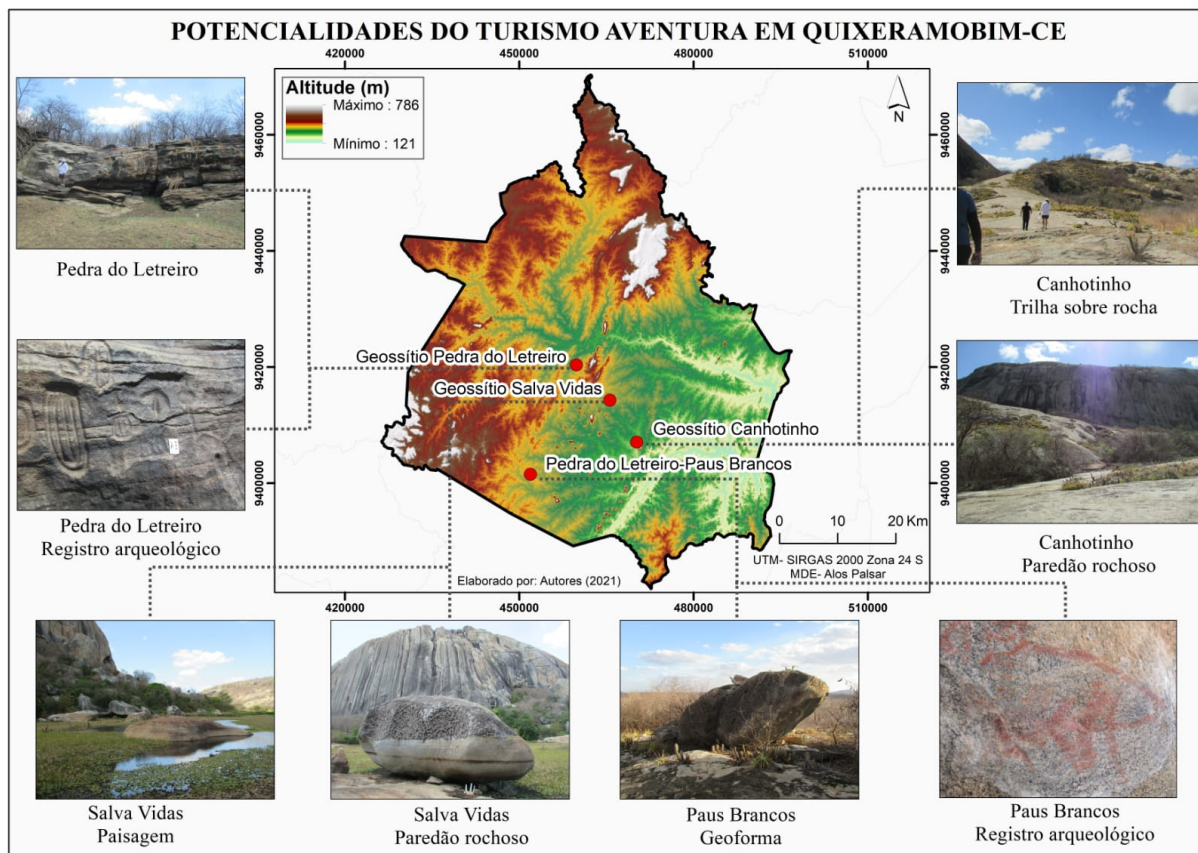 POTENCIALIDADES DO TURISMO AVENTURA EM QUIXERAMOBIM-CE
420000
450000
480000
510000
Altitude (m)
Máximo : 786
Mínimo : 121
N
9460000
9440000
9420000
9400000
9460000
9440000
9420000
9400000
Pedra do Letreiro
Canhotinho
Trilha sobre rocha
Geossítio Pedra do Letreiro
Geossítio Salva Vidas
Geossítio Canhotinho
Pedra do Letreiro-Paus Brancos
Pedra do Letreiro
Registro arqueológico
Canhotinho
Paredão rochoso
0 10 20 Km
UTM- SIRGAS 2000 Zona 24 S
MDE- Alos Palsar
Elaborado por: Autores (2021)
420000
450000
480000
510000
Salva Vidas
Paisagem
Salva Vidas
Paredão rochoso
Paus Brancos
Geoforma
Paus Brancos
Registro arqueológico